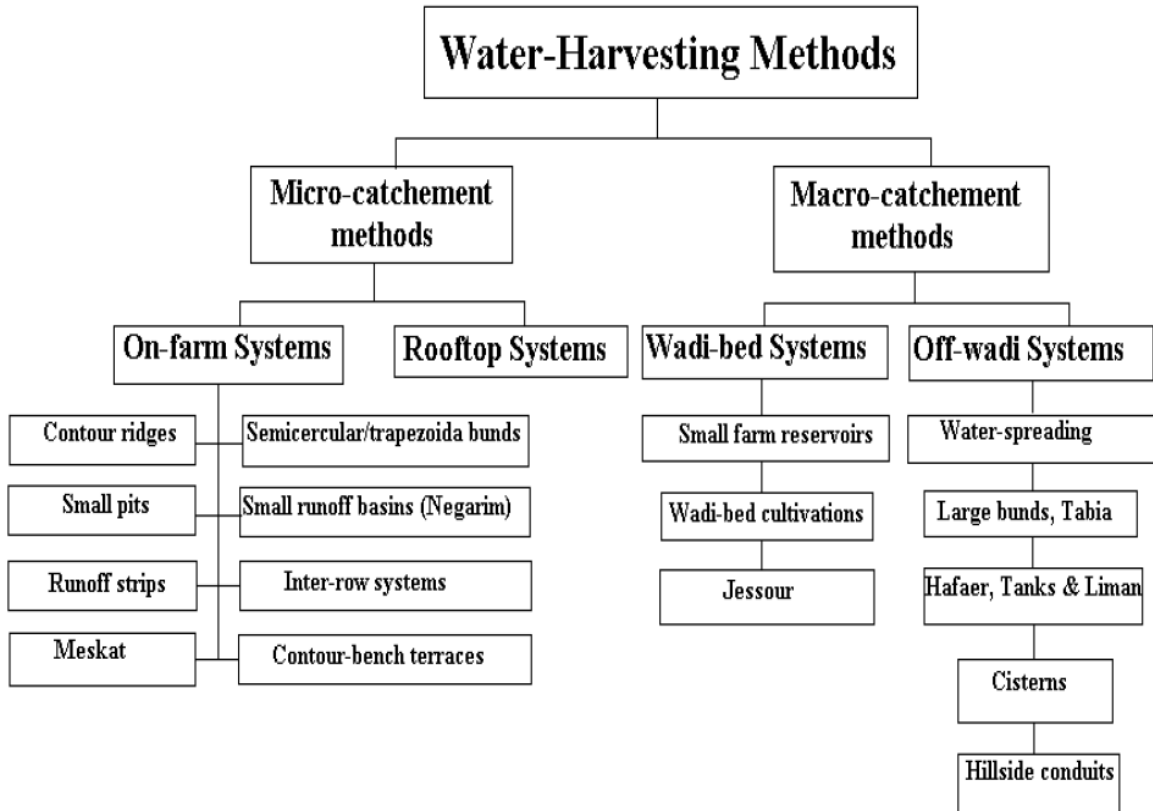 Water-Harvesting Methods
Micro-catchement
methods
Macro-catchement
methods
On-farm Systems
Rooftop Systems
Wadi-bed Systems
Off-wadi Systems
Contour ridges
Semicercular/trapezoida bunds
Small pits
Small runoff basins (Negarim)
Runoff strips
Inter-row systems
Meskat
Contour-bench terraces
Small farm reservoirs
Wadi-bed cultivations
Jessour
Water-spreading
Large bunds, Tabia
Hafaer, Tanks & Liman
Cisterns
Hillside conduits